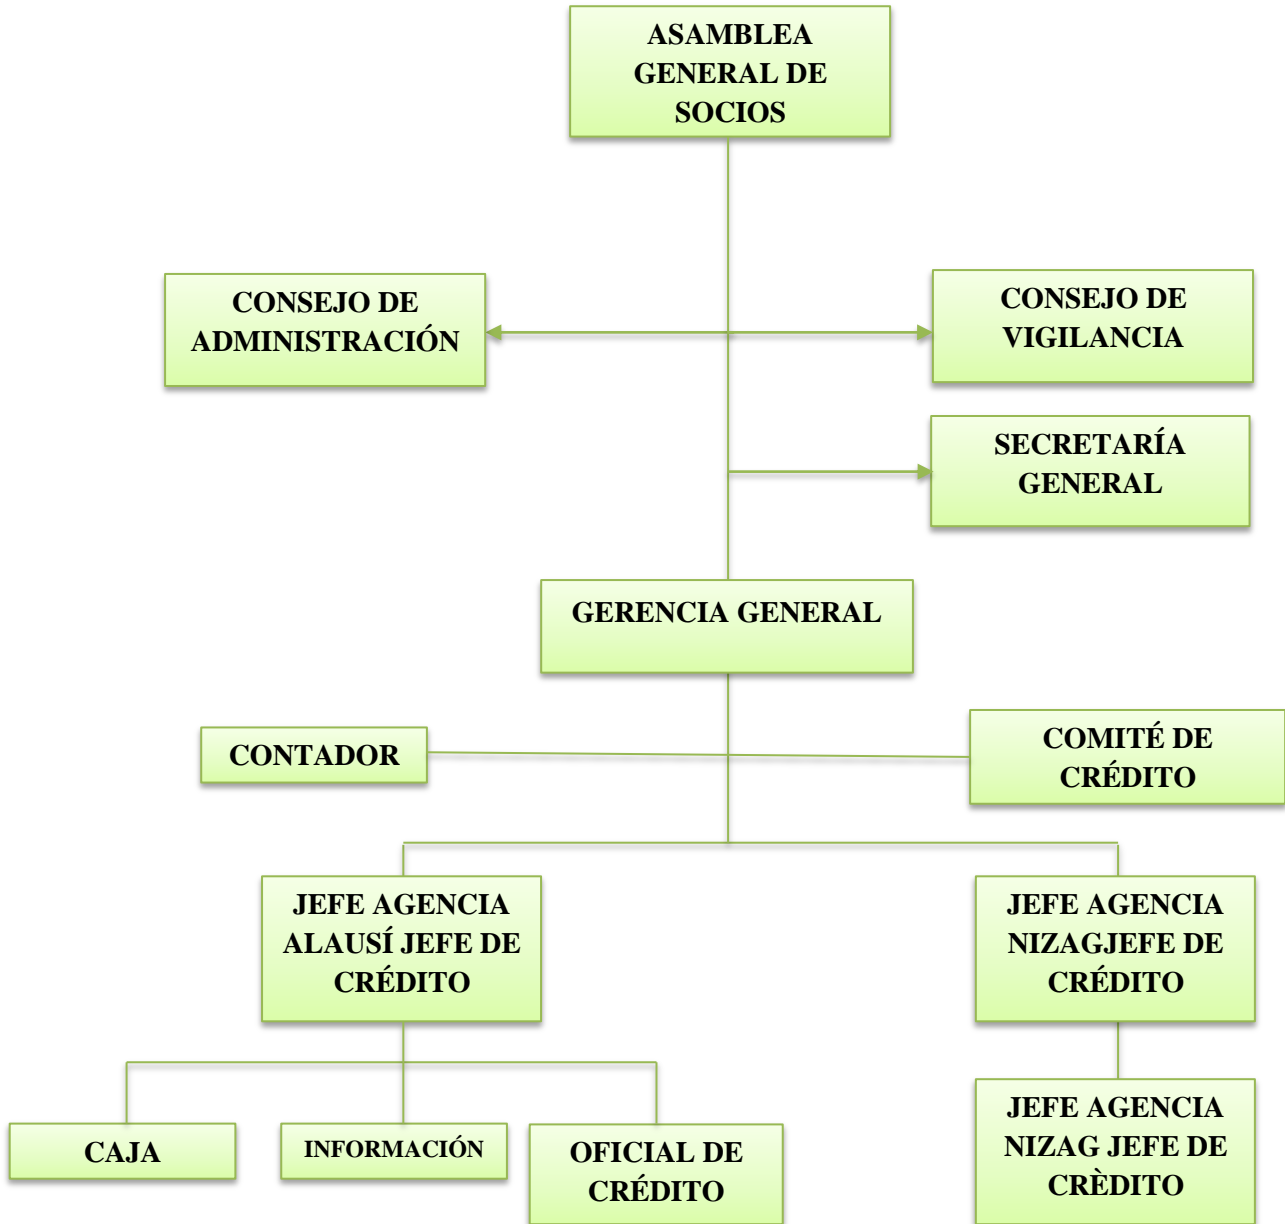 ASAMBLEA
GENERAL DE
SOCIOS
CONSEJO DE
ADMINISTRACIÓN
CONSEJO DE
VIGILANCIA
SECRETARÍA
GENERAL
GERENCIA GENERAL
CONTADOR
COMITÉ DE
CRÉDITO
JEFE AGENCIA
ALAUSÍ JEFE DE
CRÉDITO
JEFE AGENCIA
NIZAGJEFE DE
CRÉDITO
CAJA
INFORMACIÓN
OFICIAL DE
CRÉDITO
JEFE AGENCIA
NIZAG JEFE DE
CRÈDITO